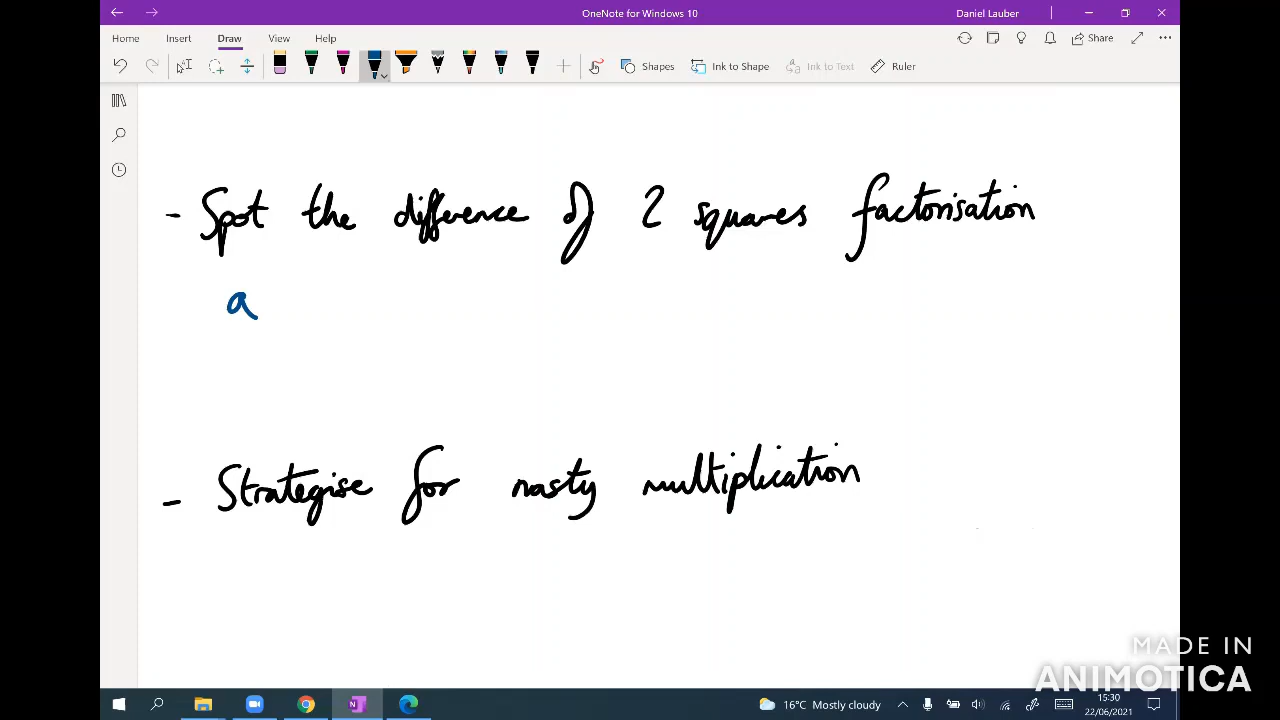 OneNote for Windows 10
Daniel Lauber
Home Insert Draw View Help
Share
Shapes Ink to Shape Ink to Text Ruler
- Spot the difference of 2 squares factorisation
a
- Strategise for nasty multiplication
MADE IN
ANIMOTICA
16°C Mostly cloudy
15:30
22/06/2021